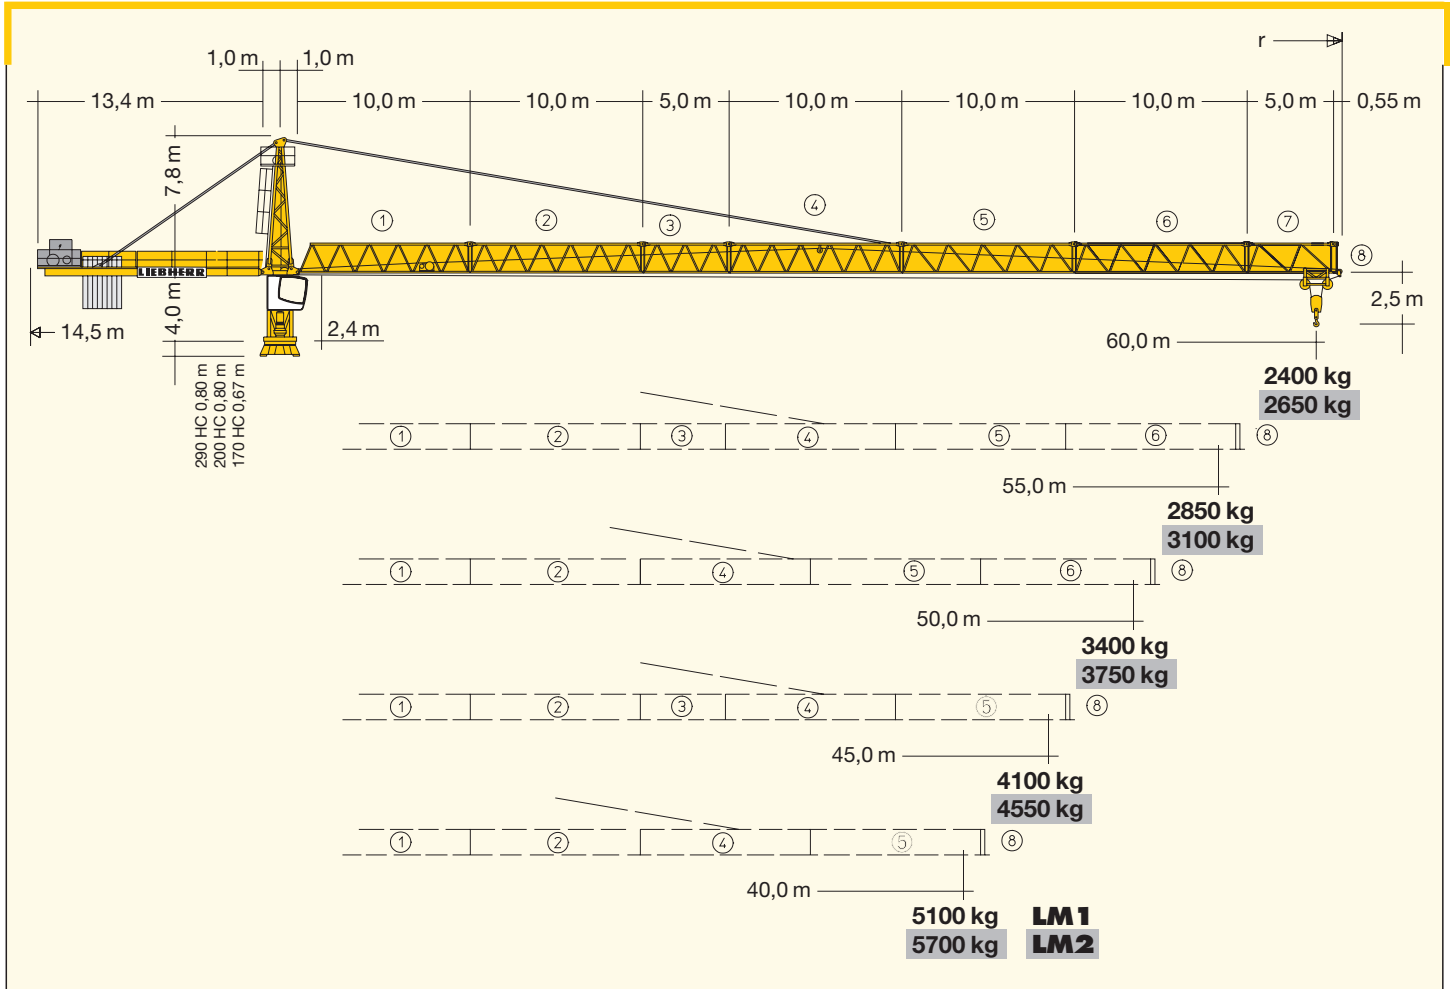 r
1,0 m 1,0 m
13,4 m 10,0 m 10,0 m 5,0 m 10,0 m 10,0 m 10,0 m 5,0 m 0,55 m
7,8 m
1 2 3 4 5 6 7 8
LIEBHERR
4,0 m
14,5 m
2,4 m
2,5 m
60,0 m
290 HC 0,80 m
200 HC 0,80 m
170 HC 0,67 m
2400 kg
2650 kg
1 2 3 4 5 6 8
55,0 m
2850 kg
3100 kg
1 2 4 5 6 8
50,0 m
3400 kg
3750 kg
1 2 3 4 5 8
45,0 m
4100 kg
4550 kg
1 2 4 5 8
40,0 m
5100 kg LM1
5700 kg LM2